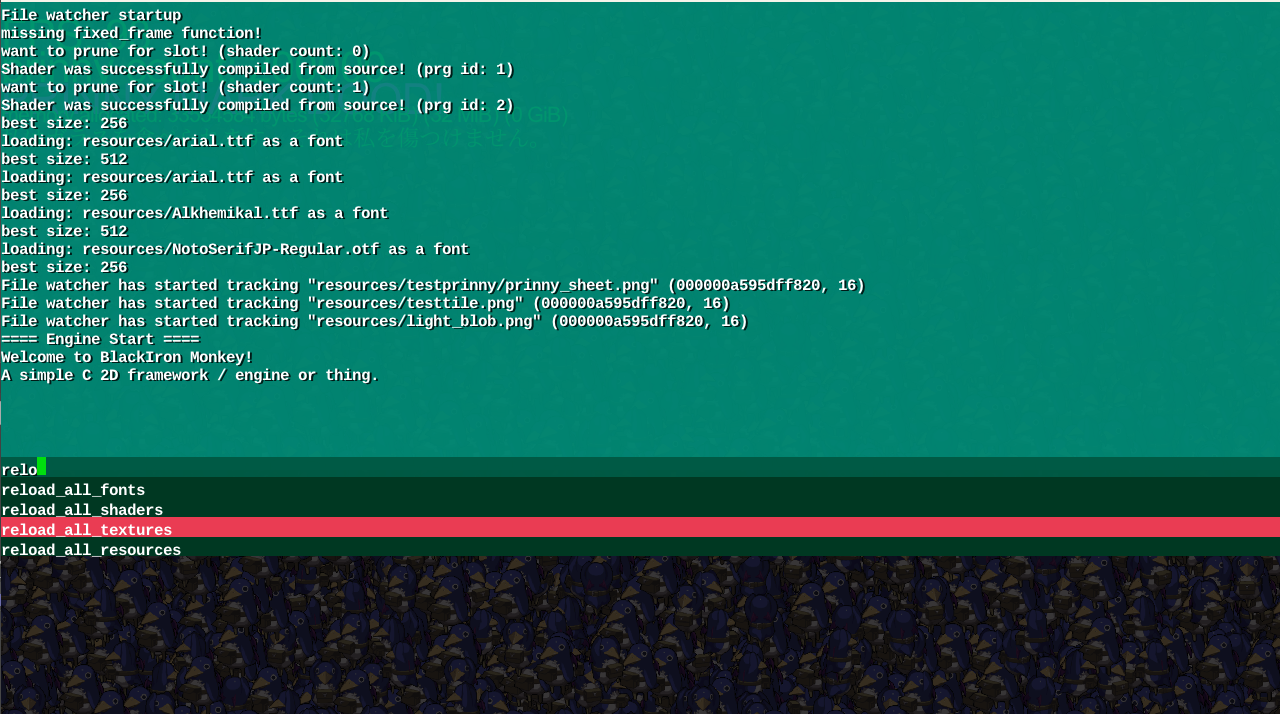 File watcher startup
missing fixed_frame function!
want to prune for slot! (shader count: 0)
Shader was successfully compiled from source! (prg id: 1)
want to prune for slot! (shader count: 1)
Shader was successfully compiled from source! (prg id: 2)
best size: 256
loading: resources/arial.ttf as a font
best size: 512
loading: resources/arial.ttf as a font
best size: 256
loading: resources/Alkhemikal.ttf as a font
best size: 512
loading: resources/NotoSerifJP-Regular.otf as a font
best size: 256
File watcher has started tracking "resources/testprinny/prinny_sheet.png" (000000a595dff820, 16)
File watcher has started tracking "resources/testtile.png" (000000a595dff820, 16)
File watcher has started tracking "resources/light_blob.png" (000000a595dff820, 16)
==== Engine Start ====
Welcome to BlackIron Monkey!
A simple C 2D framework / engine or thing.
relo
reload_all_fonts
reload_all_shaders
reload_all_textures
reload_all_resources